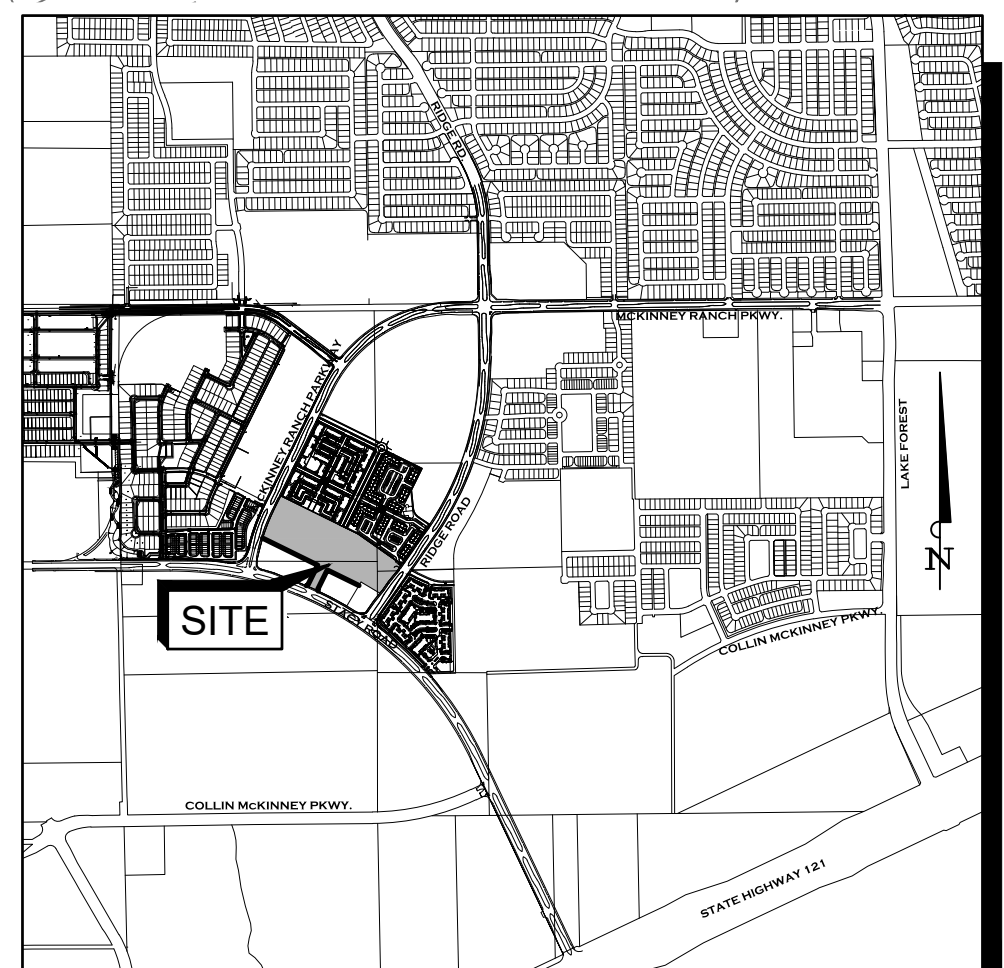 RIDGE RD.
MCKINNEY RANCH PKWY.
MCKINNEY RANCH PARKWAY
LAKE FOREST
RIDGE ROAD
N
SITE
STACY ROAD
COLLIN MCKINNEY PKWY.
COLLIN McKINNEY PKWY.
STATE HIGHWAY 121